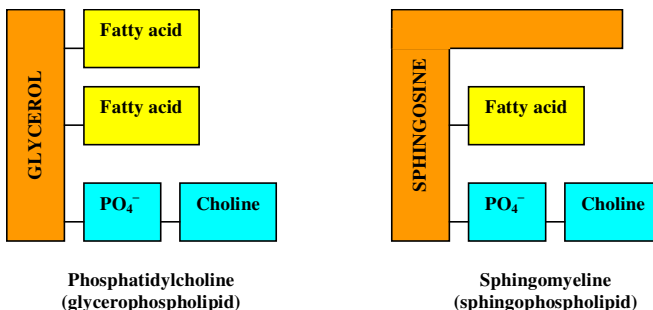 Fatty acid
Fatty acid
GLYCEROL
PO₄⁻
Choline
Phosphatidylcholine
(glycerophospholipid)
SPHINGOSINE
Fatty acid
PO₄⁻
Choline
Sphingomyeline
(sphingophospholipid)